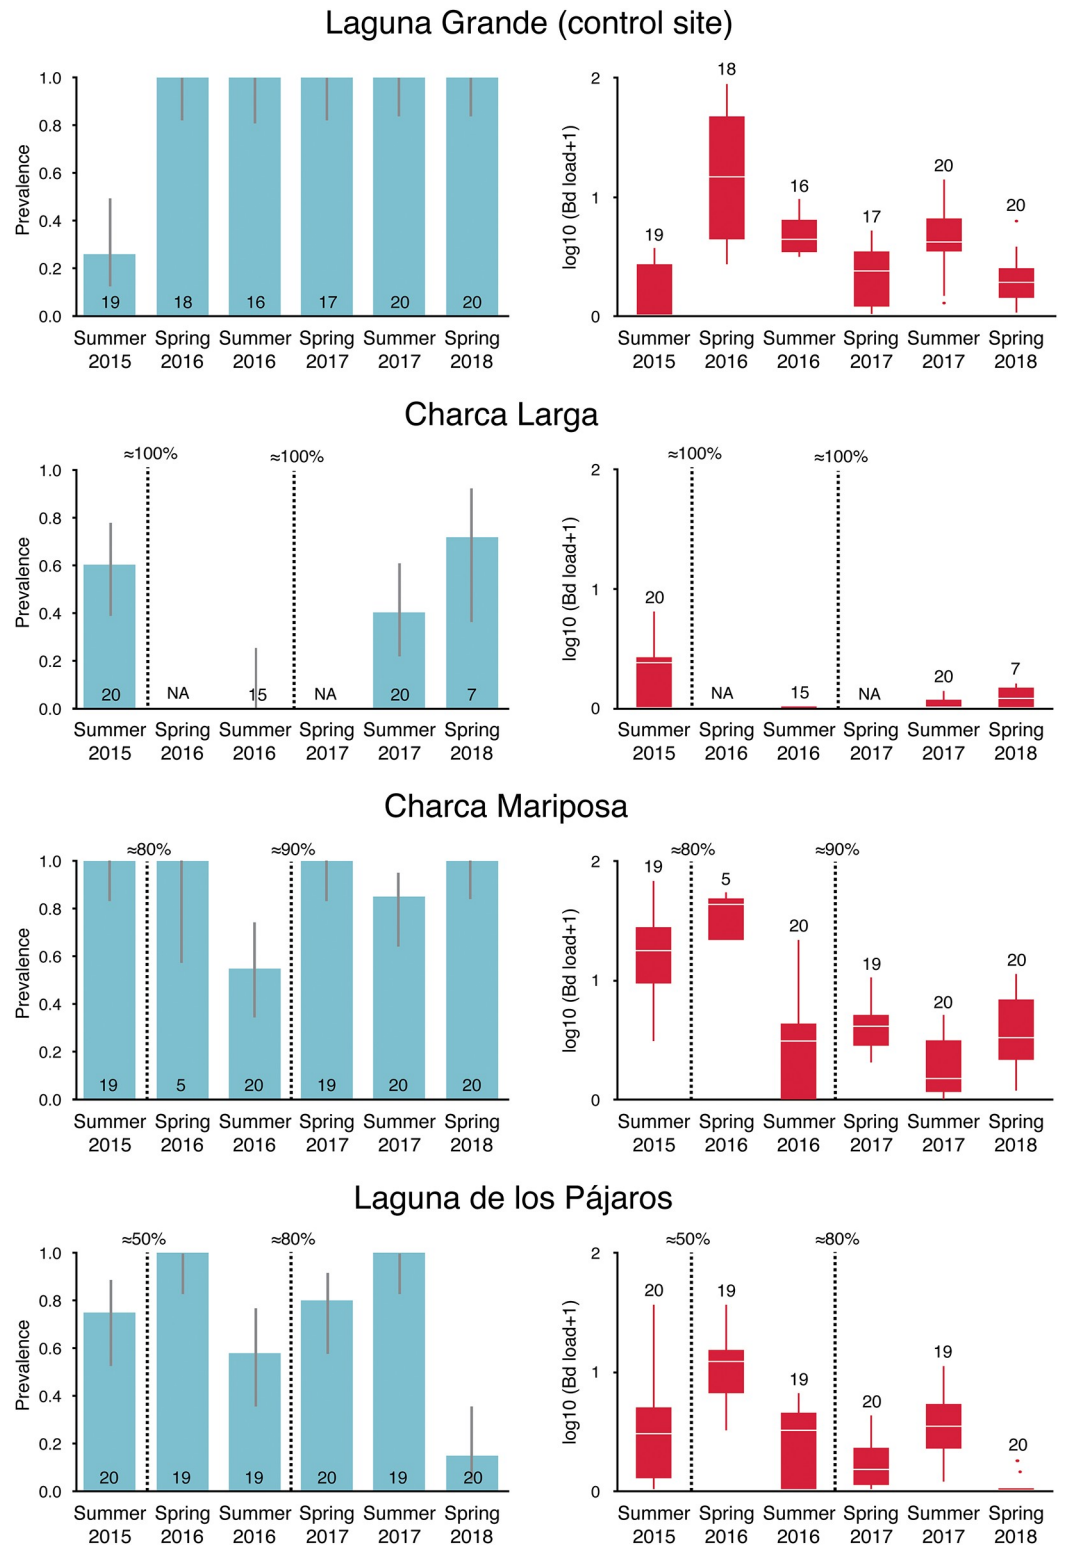 Laguna Grande (control site)
Prevalence
1.0
0.8
0.6
0.4
0.2
0.0
19
18
16
17
20
20
Summer 2015
Spring 2016
Summer 2016
Spring 2017
Summer 2017
Spring 2018
log10 (Bd load+1)
2
1
0
19
18
16
17
20
20
Summer 2015
Spring 2016
Summer 2016
Spring 2017
Summer 2017
Spring 2018
Charca Larga
≈100%
≈100%
Prevalence
1.0
0.8
0.6
0.4
0.2
0.0
20
NA
15
NA
20
7
Summer 2015
Spring 2016
Summer 2016
Spring 2017
Summer 2017
Spring 2018
≈100%
≈100%
log10 (Bd load+1)
2
1
0
20
NA
15
NA
20
7
Summer 2015
Spring 2016
Summer 2016
Spring 2017
Summer 2017
Spring 2018
Charca Mariposa
≈80%
≈90%
Prevalence
1.0
0.8
0.6
0.4
0.2
0.0
19
5
20
19
20
20
Summer 2015
Spring 2016
Summer 2016
Spring 2017
Summer 2017
Spring 2018
≈80%
≈90%
log10 (Bd load+1)
2
1
0
19
5
20
19
20
20
Summer 2015
Spring 2016
Summer 2016
Spring 2017
Summer 2017
Spring 2018
Laguna de los Pájaros
≈50%
≈80%
Prevalence
1.0
0.8
0.6
0.4
0.2
0.0
20
19
19
20
19
20
Summer 2015
Spring 2016
Summer 2016
Spring 2017
Summer 2017
Spring 2018
≈50%
≈80%
log10 (Bd load+1)
2
1
0
20
19
19
20
19
20
Summer 2015
Spring 2016
Summer 2016
Spring 2017
Summer 2017
Spring 2018